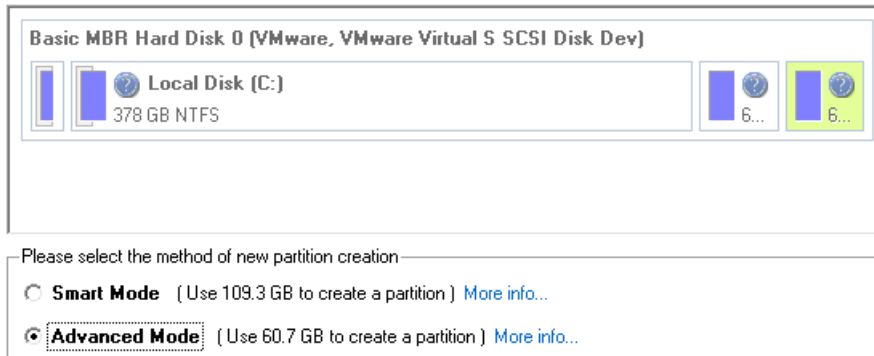 Basic MBR Hard Disk 0 (VMware, VMware Virtual S SCSI Disk Dev)
Local Disk (C:)
378 GB NTFS
6...
6...
Please select the method of new partition creation
Smart Mode ( Use 109.3 GB to create a partition ) More info...
Advanced Mode ( Use 60.7 GB to create a partition ) More info...